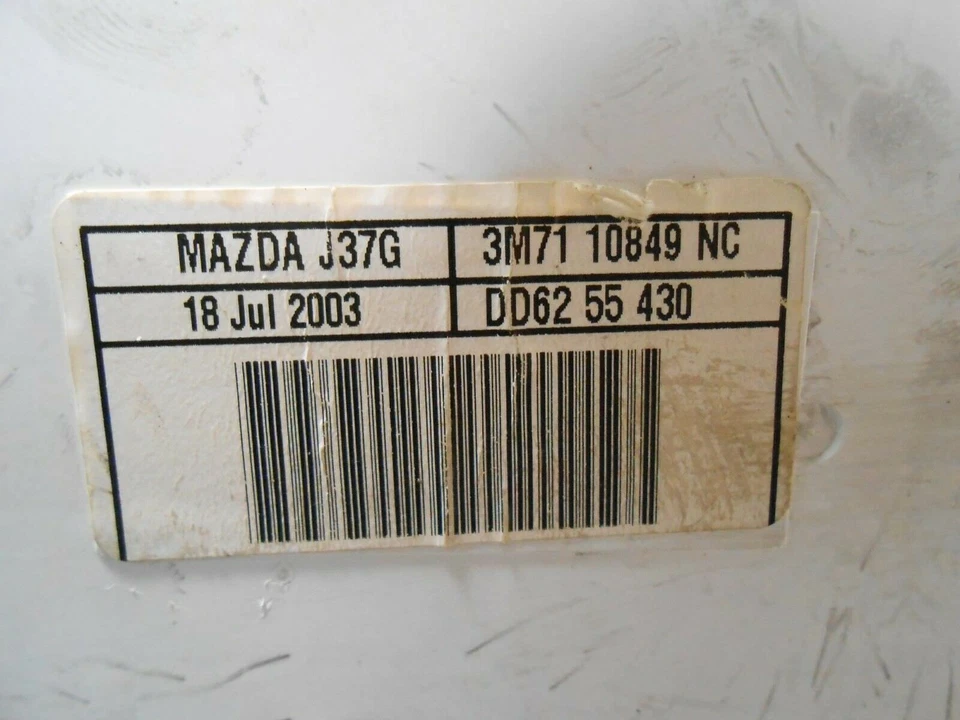 MAZDA J37G
3M71 10849 NC
18 Jul 2003
DD62 55 430